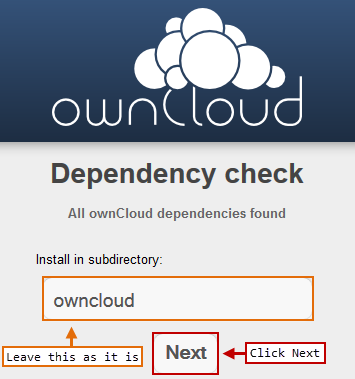 ownCloud
Dependency check
All ownCloud dependencies found
Install in subdirectory:
owncloud
Leave this as it is
Next
Click Next